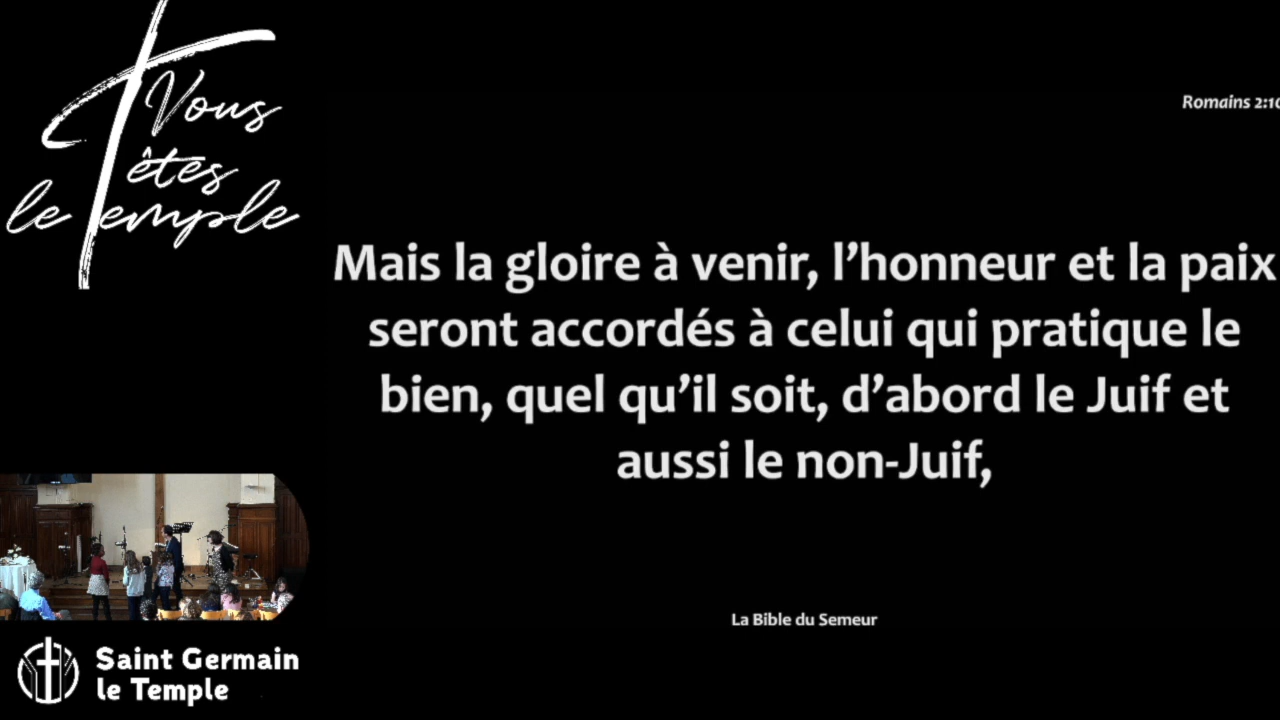 Vous
êtes
le Temple
Romains 2:10
Mais la gloire à venir, l’honneur et la paix
seront accordés à celui qui pratique le
bien, quel qu’il soit, d’abord le Juif et
aussi le non-Juif,
La Bible du Semeur
Saint Germain
le Temple